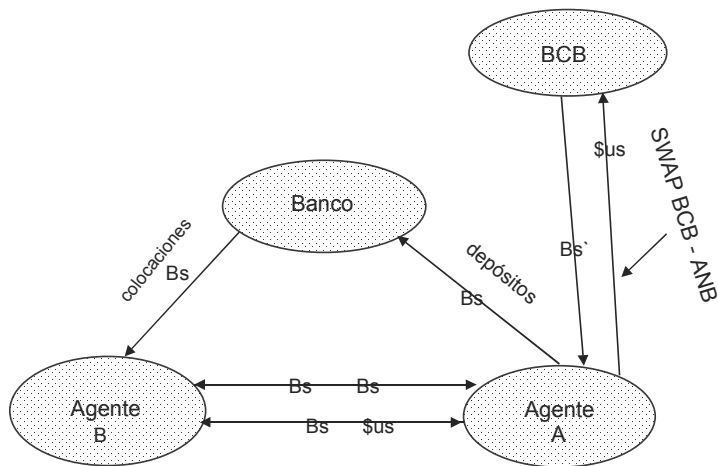 BCB
$us
SWAP BCB - ANB
Banco
colocaciones
Bs
depósitos
Bs`
Bs
Bs Bs
Agente
B
Bs $us
Agente
A